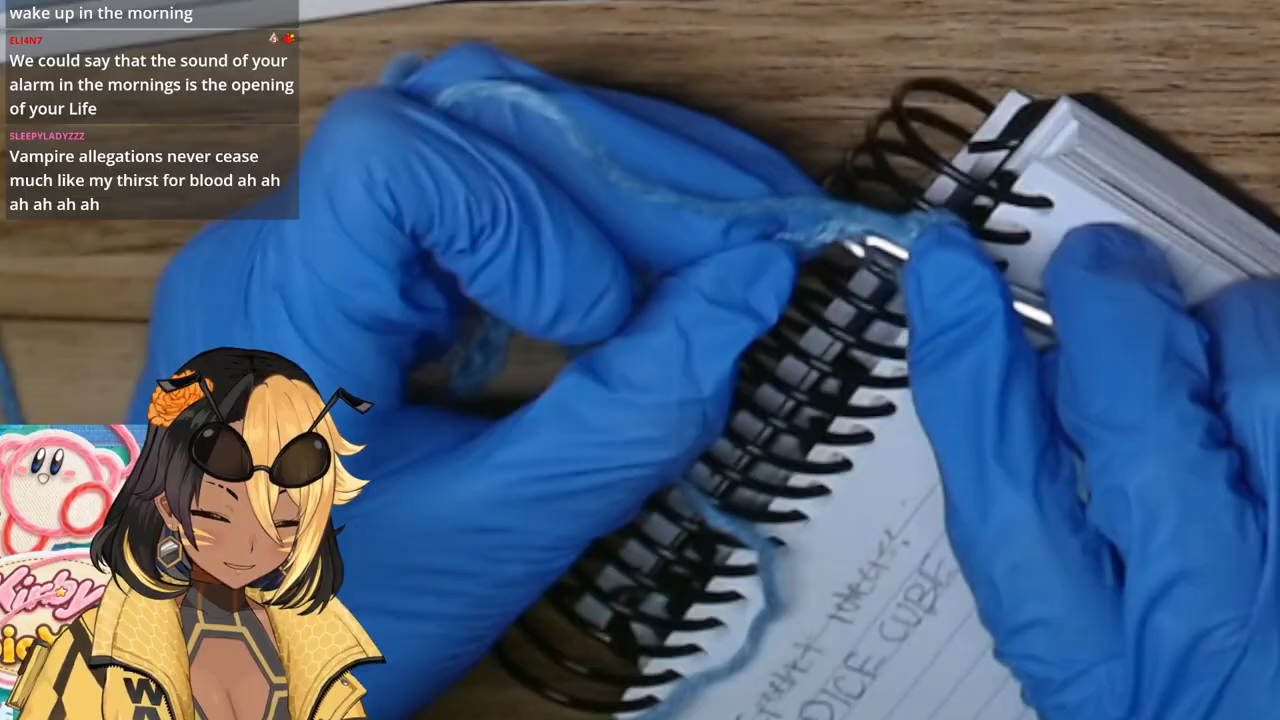 wake up in the morning
ELI4N7
We could say that the sound of your
alarm in the mornings is the opening
of your Life
SLEEPYLADYZZZ
Vampire allegations never cease
much like my thirst for blood ah ah
ah ah ah ah
Kirby
DICE CUBE